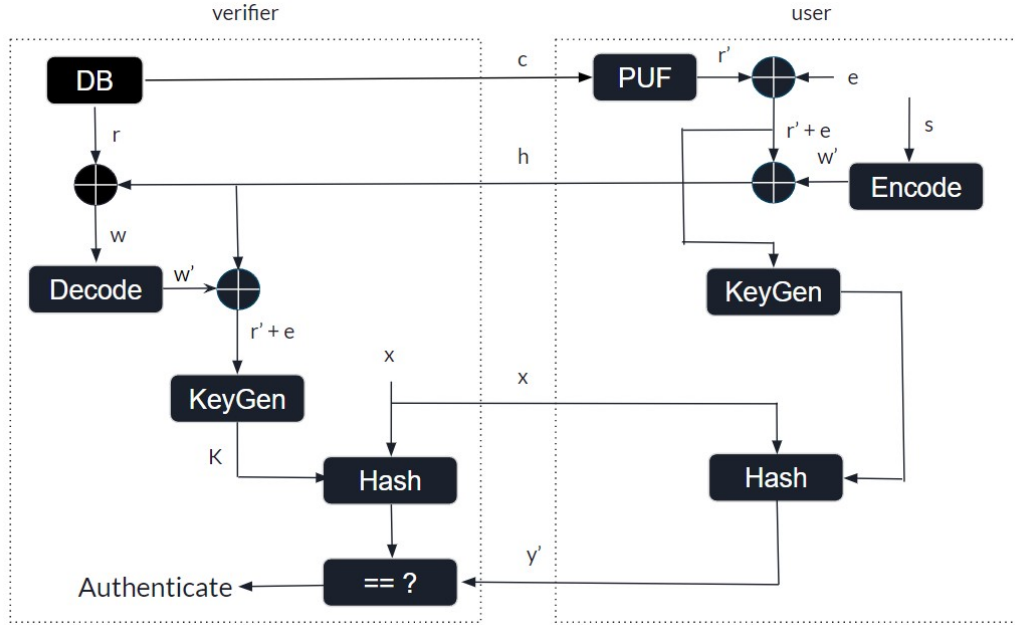 verifier
user
DB
c
PUF
r'
e
r
r' + e
s
h
w'
Encode
w
Decode
w'
KeyGen
r' + e
x
x
KeyGen
K
Hash
Hash
y'
== ?
Authenticate